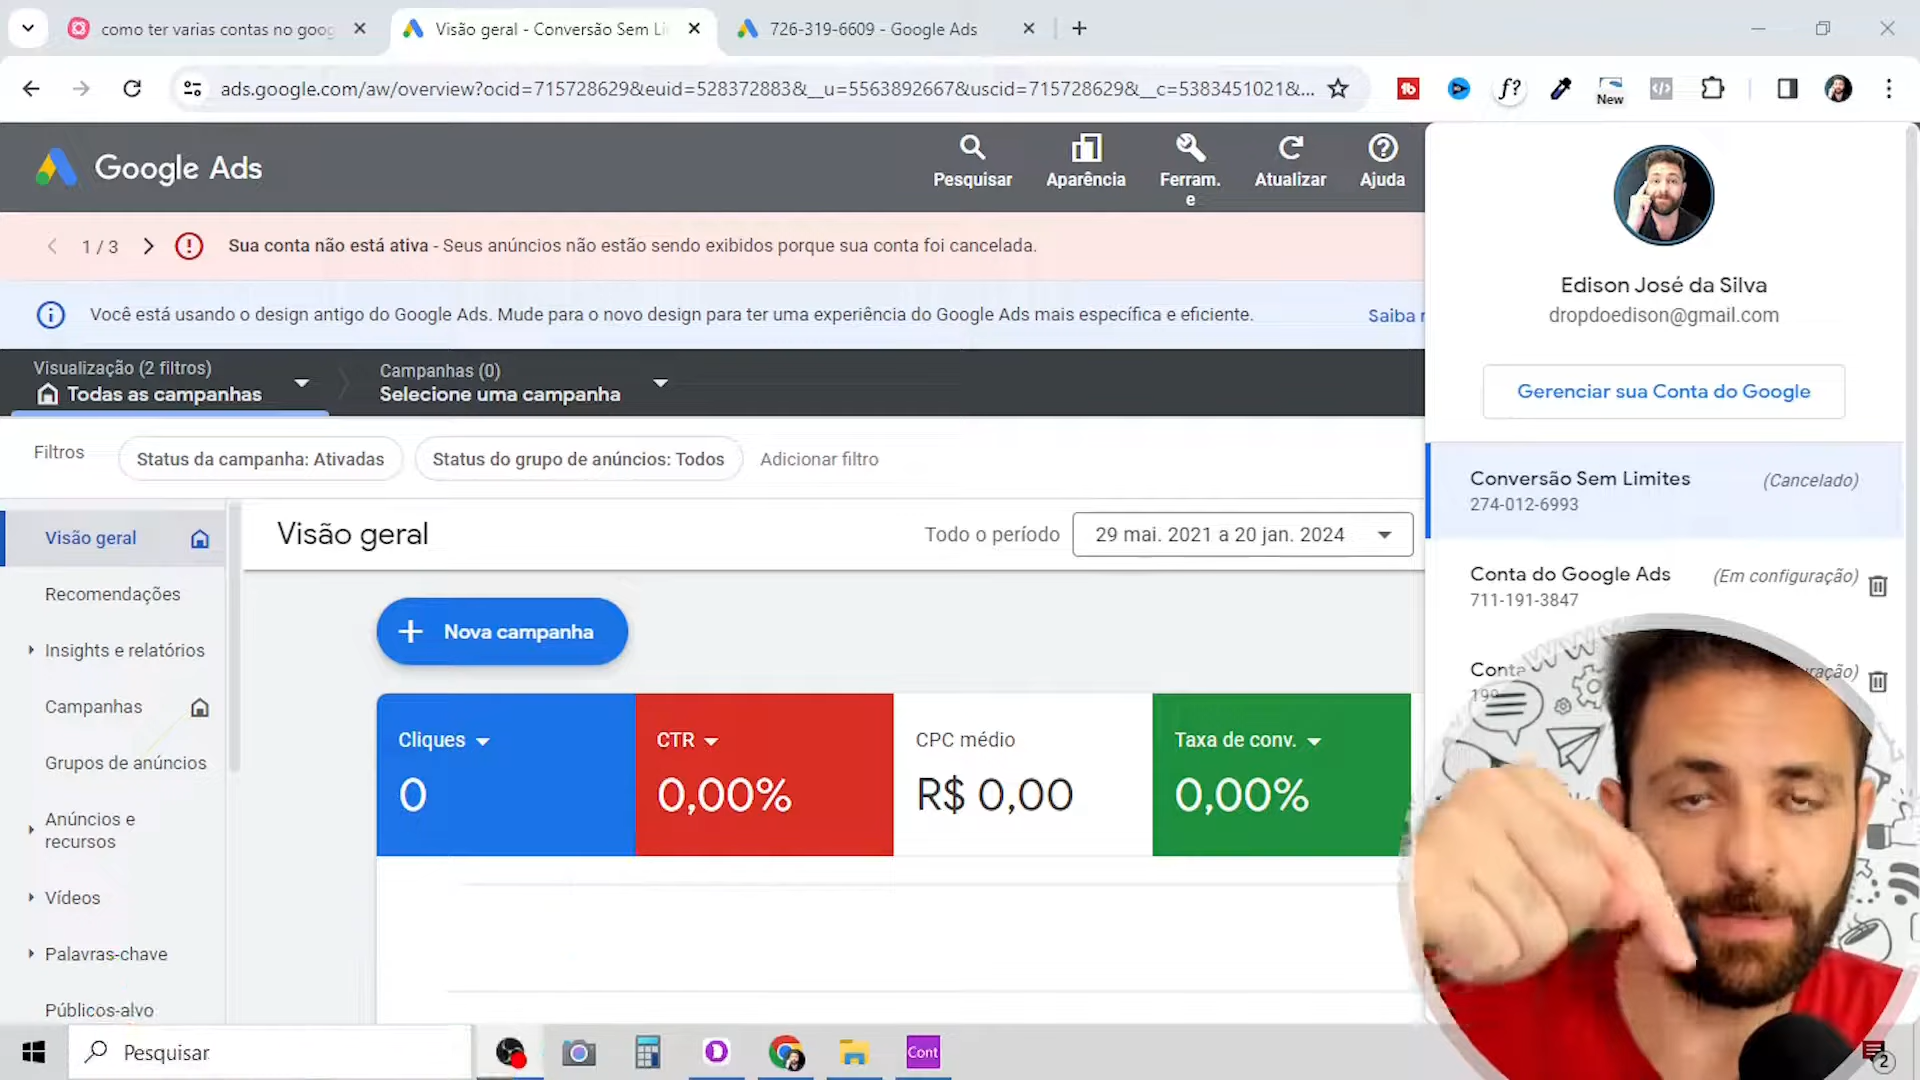 como ter varias contas no goog
Visão geral - Conversão Sem Li
726-319-6609 - Google Ads
ads.google.com/aw/overview?ocid=715728629&euid=528372883&__u=5563892667&uscid=715728629&__c=5383451021&...
f?
New
Google Ads
Pesquisar
Aparência
Ferram.
e
Atualizar
Ajuda
1 / 3
Sua conta não está ativa - Seus anúncios não estão sendo exibidos porque sua conta foi cancelada.
Você está usando o design antigo do Google Ads. Mude para o novo design para ter uma experiência do Google Ads mais específica e eficiente.
Saiba
Visualização (2 filtros)
Todas as campanhas
Campanhas (0)
Selecione uma campanha
Filtros
Status da campanha: Ativadas
Status do grupo de anúncios: Todos
Adicionar filtro
Visão geral
Recomendações
Insights e relatórios
Campanhas
Grupos de anúncios
Anúncios e
recursos
Vídeos
Palavras-chave
Públicos-alvo
Visão geral
Todo o período
29 mai. 2021 a 20 jan. 2024
Nova campanha
Cliques
0
CTR
0,00%
CPC médio
R$ 0,00
Taxa de conv.
0,00%
Edison José da Silva
dropdoedison@gmail.com
Gerenciar sua Conta do Google
Conversão Sem Limites
(Cancelado)
274-012-6993
Conta do Google Ads
(Em configuração)
711-191-3847
Pesquisar
Cont
2